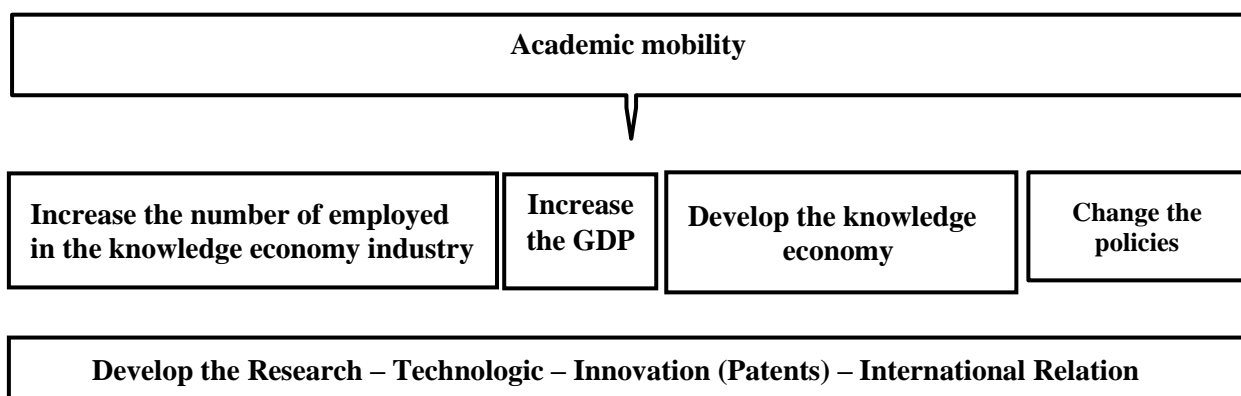 Academic mobility
Increase the number of employed
in the knowledge economy industry
Increase
the GDP
Develop the knowledge
economy
Change the
policies
Develop the Research – Technologic – Innovation (Patents) – International Relation